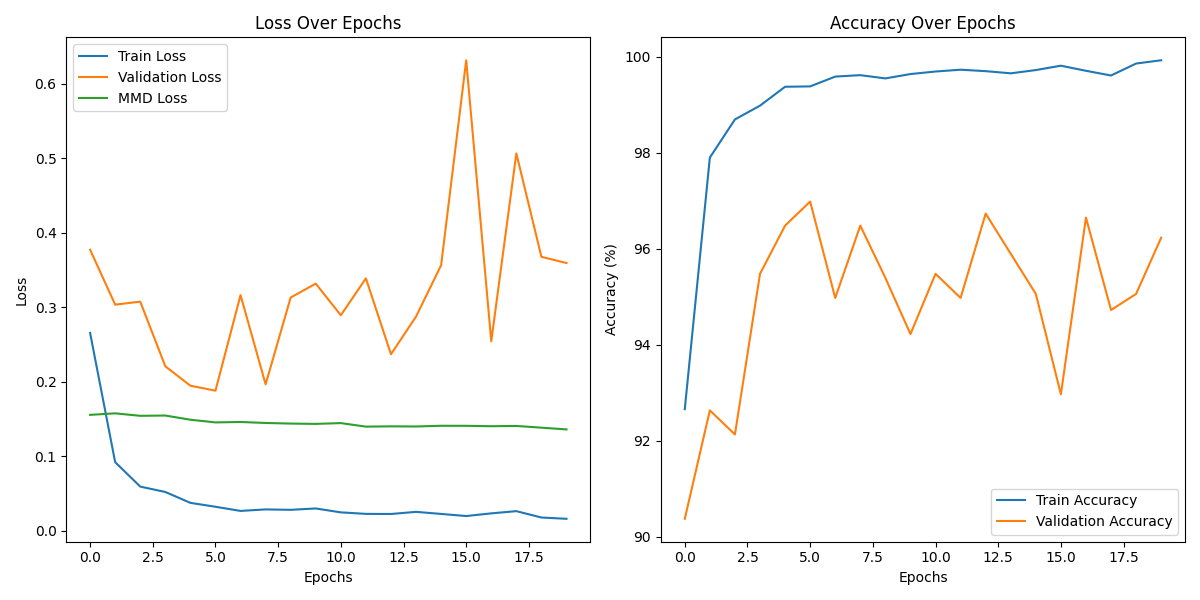 Loss Over Epochs
Train Loss
Validation Loss
MMD Loss
Loss
0.6
0.5
0.4
0.3
0.2
0.1
0.0
0.0 2.5 5.0 7.5 10.0 12.5 15.0 17.5
Epochs
Accuracy Over Epochs
Accuracy (%)
100
98
96
94
92
90
Train Accuracy
Validation Accuracy
0.0 2.5 5.0 7.5 10.0 12.5 15.0 17.5
Epochs